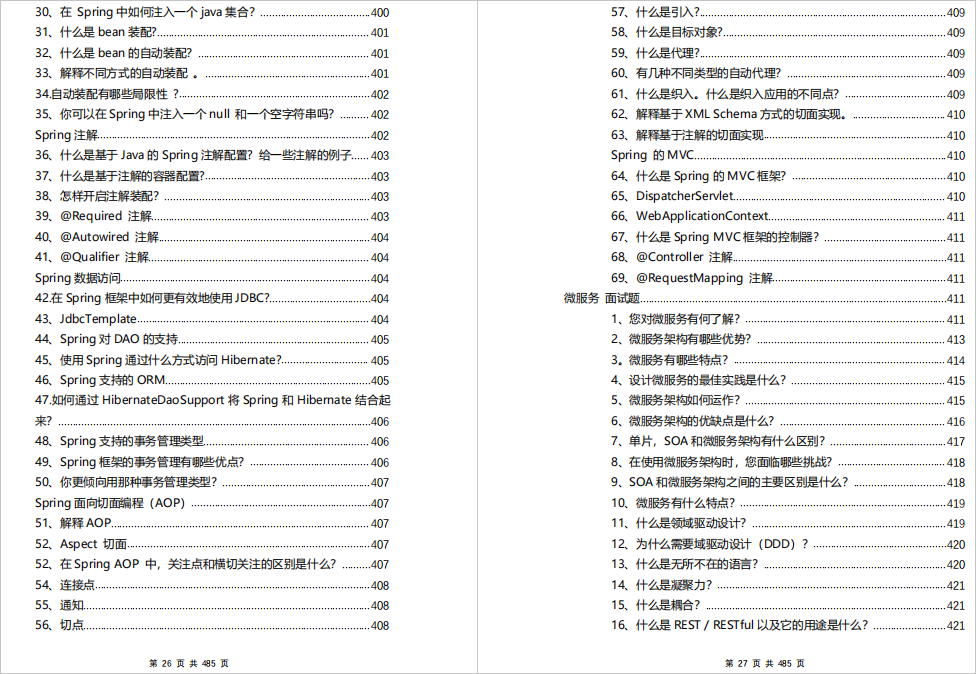 30、在 Spring 中如何注入一个 java 集合？ 400
31、什么是 bean 装配？ 401
32、什么是 bean 的自动装配？ 401
33、解释不同方式的自动装配 。 401
34.自动装配有哪些局限性 ？ 402
35、你可以在 Spring 中注入一个 null 和一个空字符串吗？ 402
Spring 注解 402
36、什么是基于 Java 的 Spring 注解配置？给一些注解的例子 403
37、什么是基于注解的容器配置？ 403
38、怎样开启注解装配？ 403
39、@Required 注解 403
40、@Autowired 注解 404
41、@Qualifier 注解 404
Spring 数据访问 404
42.在 Spring 框架中如何更有效地使用 JDBC？ 404
43、JdbcTemplate 404
44、Spring 对 DAO 的支持 405
45、使用 Spring 通过什么方式访问 Hibernate？ 405
46、Spring 支持的 ORM 405
47.如何通过 HibernateDaoSupport 将 Spring 和 Hibernate 结合起
来？ 406
48、Spring 支持的事务管理类型 406
49、Spring 框架的事务管理有哪些优点？ 406
50、你更倾向用那种事务管理类型？ 407
Spring 面向切面编程（AOP） 407
51、解释 AOP 407
52、Aspect 切面 407
52、在 Spring AOP 中，关注点和横切关注的区别是什么？ 407
54、连接点 408
55、通知 408
56、切点 408
第 26 页 共 485 页
57、什么是引入？ 409
58、什么是目标对象？ 409
59、什么是代理？ 409
60、有几种不同类型的自动代理？ 409
61、什么是织入。什么是织入应用的不同点？ 409
62、解释基于 XML Schema 方式的切面实现。 410
63、解释基于注解的切面实现 410
Spring 的 MVC 410
64、什么是 Spring 的 MVC 框架？ 410
65、DispatcherServlet 410
66、WebApplicationContext 411
67、什么是 Spring MVC 框架的控制器？ 411
68、@Controller 注解 411
69、@RequestMapping 注解 411
微服务 面试题 411
1、您对微服务有何了解？ 411
2、微服务架构有哪些优势？ 413
3。微服务有哪些特点？ 414
4、设计微服务的最佳实践是什么？ 415
5、微服务架构如何运作？ 415
6、微服务架构的优缺点是什么？ 416
7、单片，SOA 和微服务架构有什么区别？ 417
8、在使用微服务架构时，您面临哪些挑战？ 418
9、SOA 和微服务架构之间的主要区别是什么？ 418
10、微服务有什么特点？ 419
11、什么是领域驱动设计？ 419
12、为什么需要域驱动设计（DDD）？ 420
13、什么是无所不在的语言？ 420
14、什么是凝聚力？ 421
15、什么是耦合？ 421
16、什么是 REST / RESTful 以及它的用途是什么？ 421
第 27 页 共 485 页